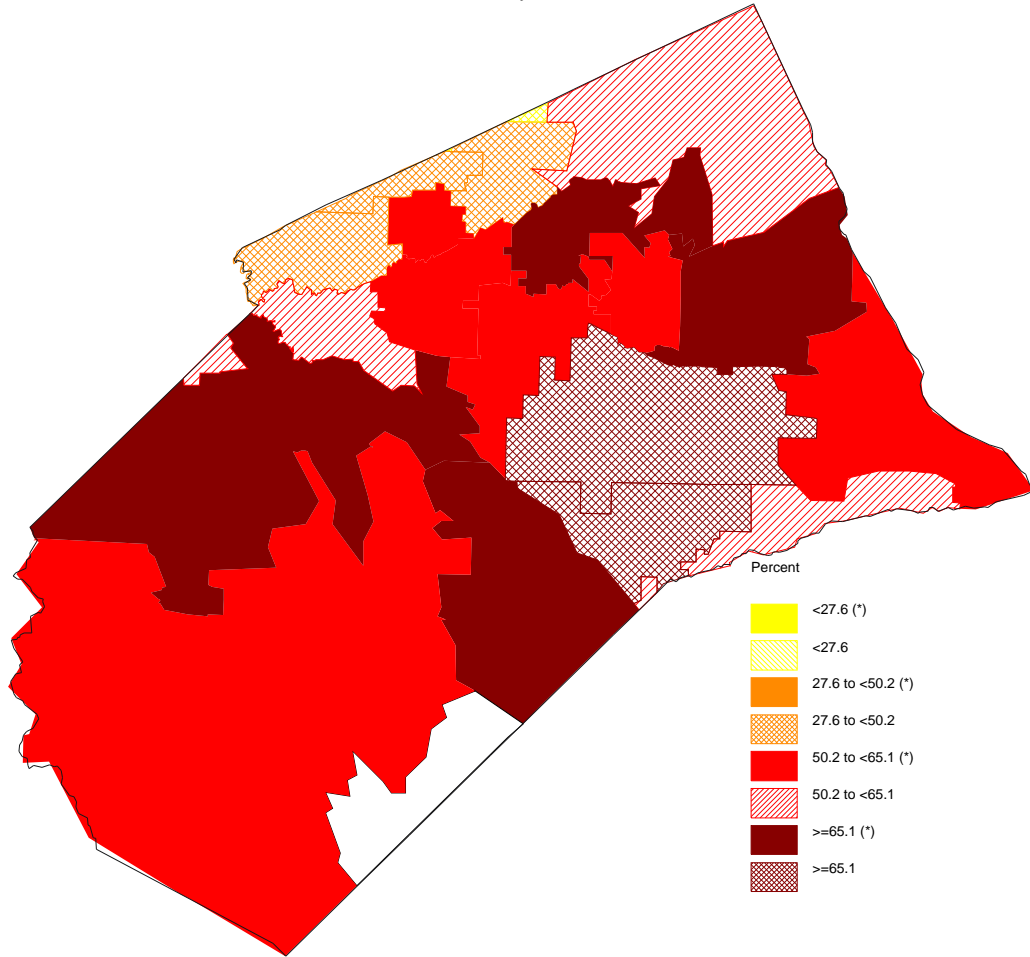 Percent
<27.6 (*)
<27.6
27.6 to <50.2 (*)
27.6 to <50.2
50.2 to <65.1 (*)
50.2 to <65.1
>=65.1 (*)
>=65.1